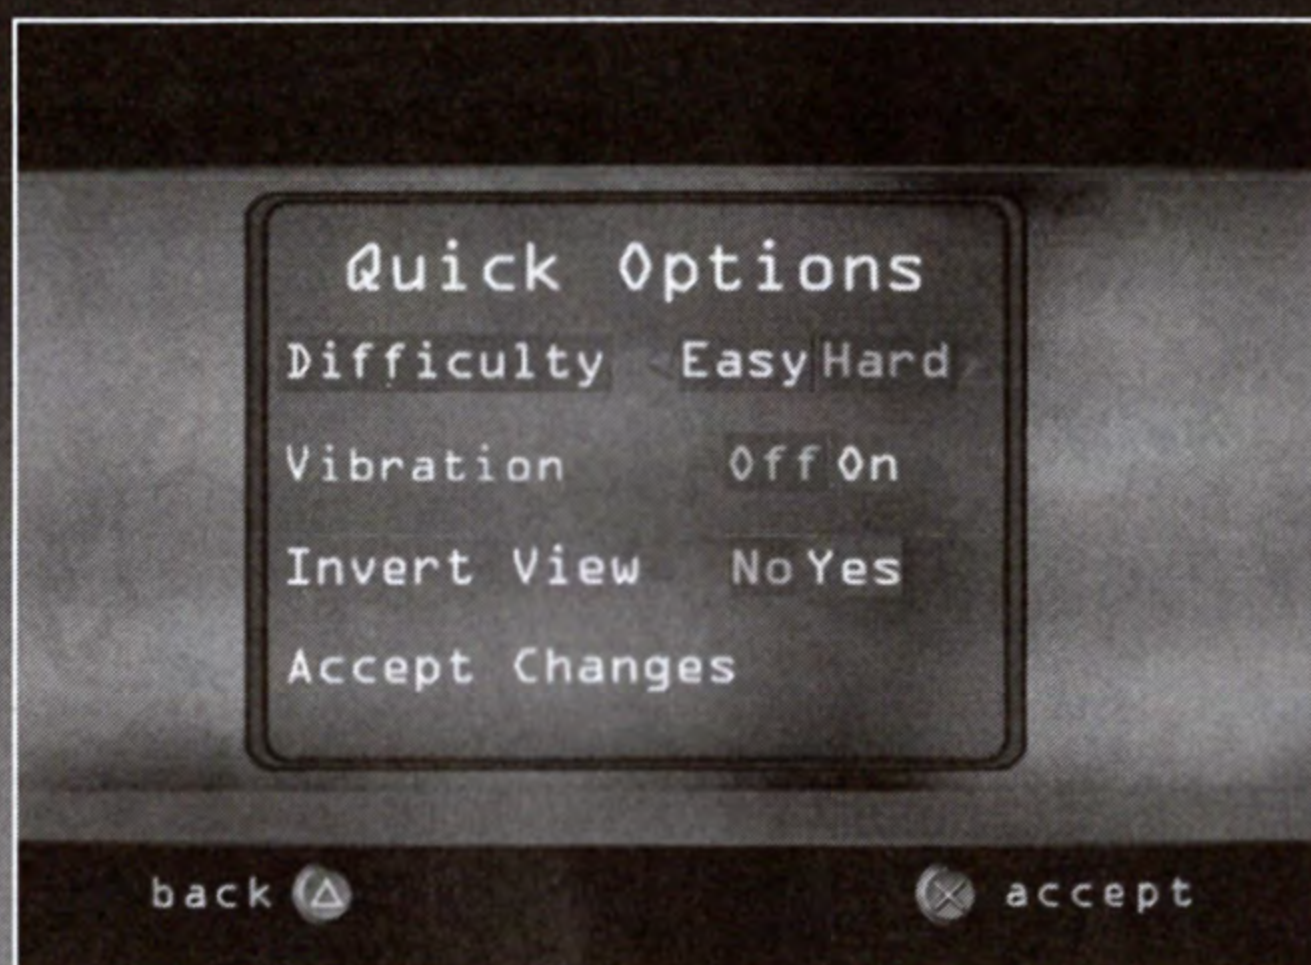 Quick Options
Difficulty < Easy Hard >
Vibration Off On
Invert View No Yes
Accept Changes
back accept